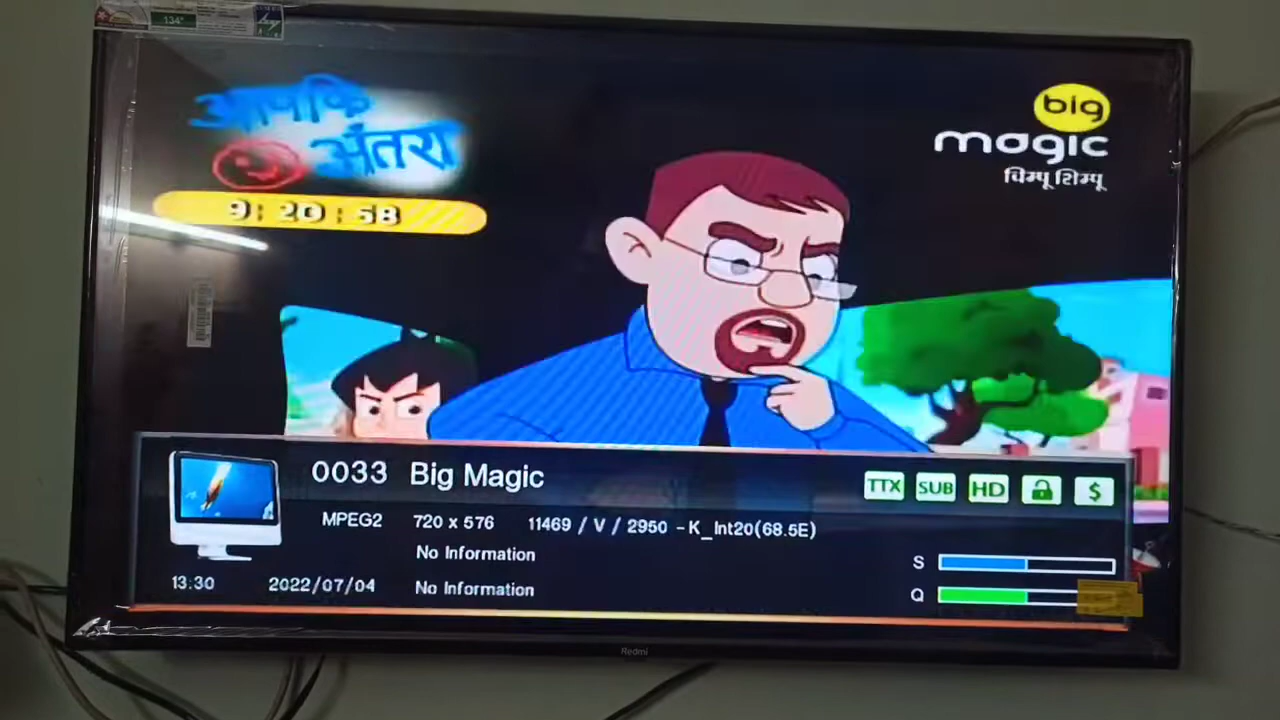 134*
आपकि
अंतरा
9:20:58
big
magic
चिम्पू शिम्पू
0033 Big Magic
TTX SUB HD $
MPEG2 720 x 576 11469 / V / 2950 -K_Int20(68.5E)
No Information
S
13:30 2022/07/04 No Information
Q
Redmi